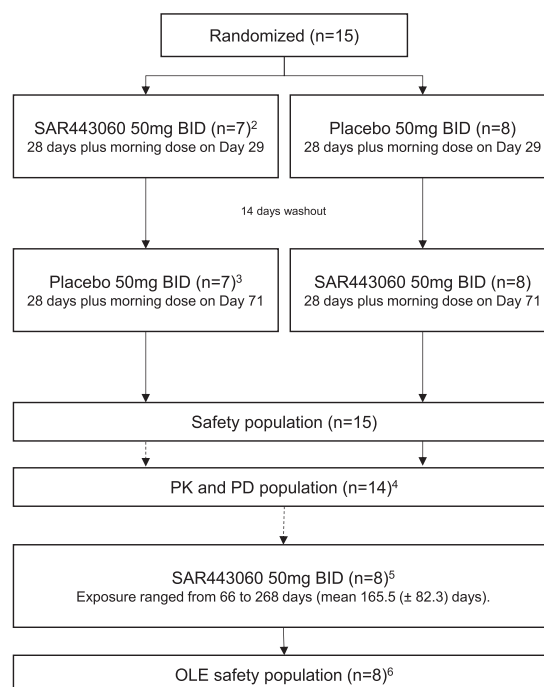 Randomized (n=15)
SAR443060 50mg BID (n=7)²
28 days plus morning dose on Day 29
Placebo 50mg BID (n=8)
28 days plus morning dose on Day 29
14 days washout
Placebo 50mg BID (n=7)³
28 days plus morning dose on Day 71
SAR443060 50mg BID (n=8)
28 days plus morning dose on Day 71
Safety population (n=15)
PK and PD population (n=14)⁴
SAR443060 50mg BID (n=8)⁵
Exposure ranged from 66 to 268 days (mean 165.5 (± 82.3) days).
OLE safety population (n=8)⁶